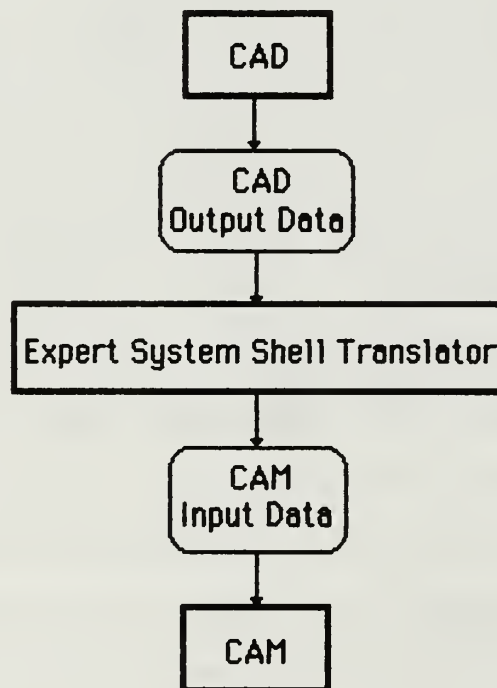 CAD
CAD
Output Data
Expert System Shell Translator
CAM
Input Data
CAM